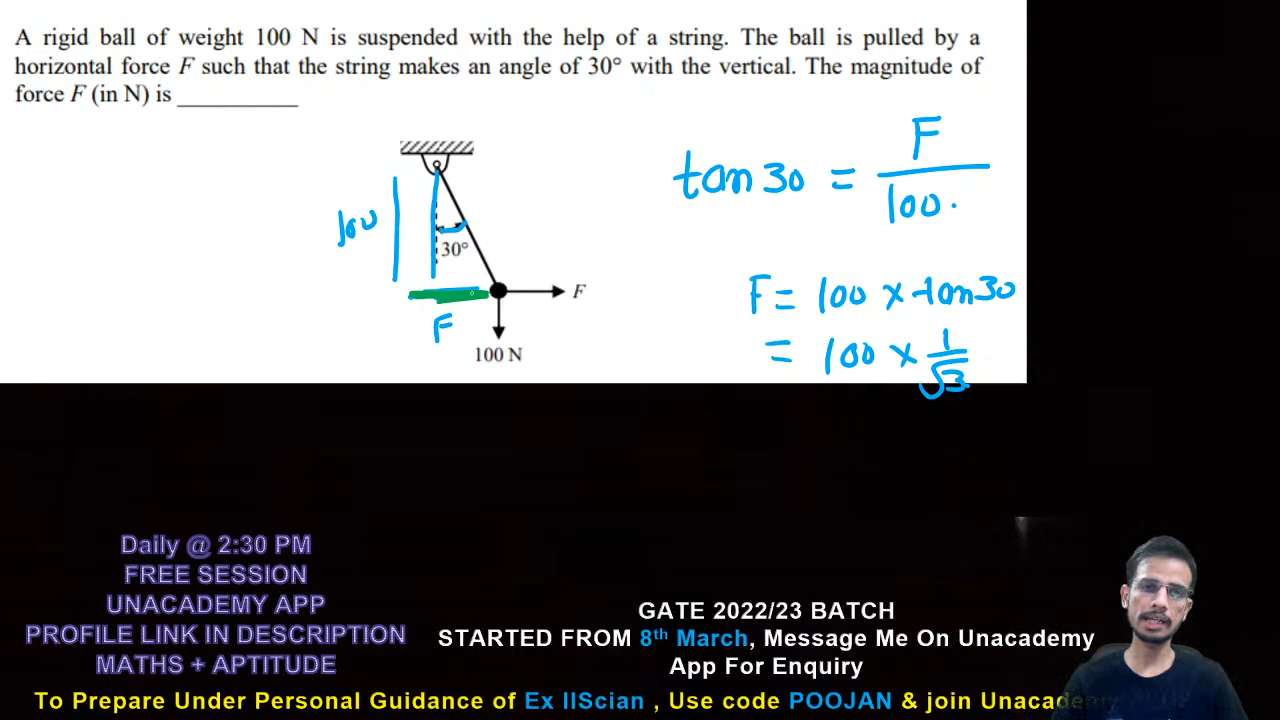 A rigid ball of weight 100 N is suspended with the help of a string. The ball is pulled by a
horizontal force F such that the string makes an angle of 30° with the vertical. The magnitude of
force F (in N) is __________
tan 30 = F / 100.
100
30°
F
F
100 N
F = 100 × tan 30
= 100 × 1/√3
Daily @ 2:30 PM
FREE SESSION
UNACADEMY APP
PROFILE LINK IN DESCRIPTION
MATHS + APTITUDE
GATE 2022/23 BATCH
STARTED FROM 8th March, Message Me On Unacademy
App For Enquiry
To Prepare Under Personal Guidance of Ex IIScian , Use code POOJAN & join Unacade